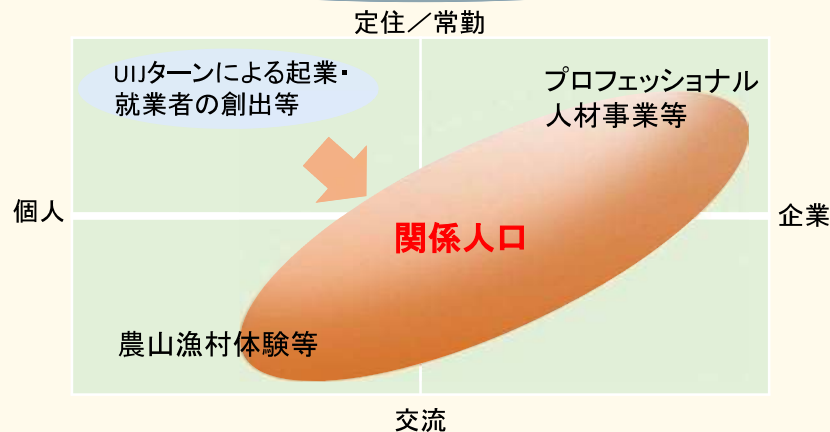 定住／常勤
UIJターンによる起業・
就業者の創出等
プロフェッショナル
人材事業等
個人
企業
関係人口
農山漁村体験等
交流